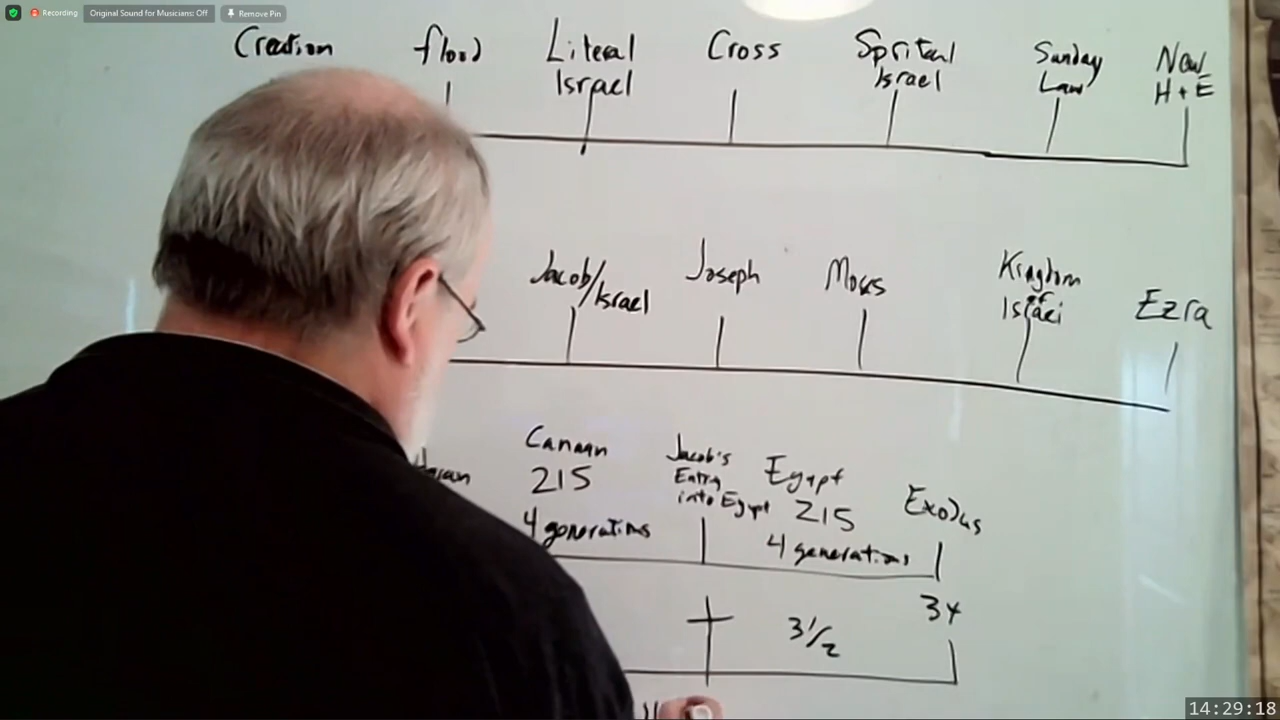 Recording
Original Sound for Musicians: Off
Remove Pin
Creation
flood
Literal
Israel
Cross
Spritual
Israel
Sunday
Law
New
H + E
Jacob/Israel
Joseph
Moses
Kingdom
of
Israel
Ezra
Canaan
215
4 generations
Jacob's
Entry
into Egypt
Egypt
215
4 generations
Exodus
3 1/2
34
14:29:18